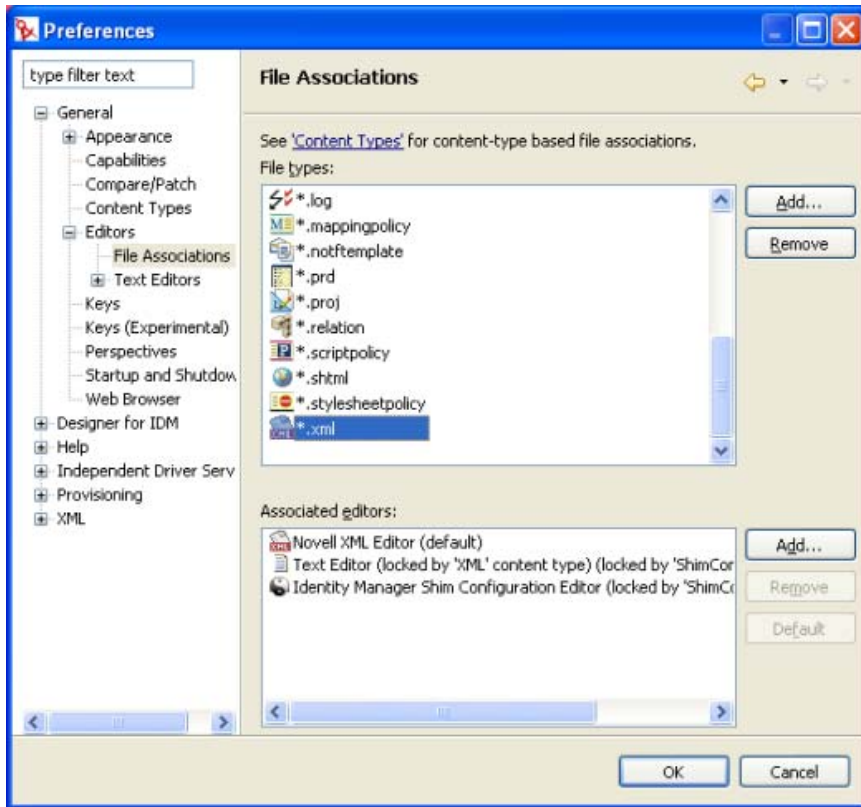 Preferences
type filter text
General
Appearance
Capabilities
Compare/Patch
Content Types
Editors
File Associations
Text Editors
Keys
Keys (Experimental)
Perspectives
Startup and Shutdow
Web Browser
Designer for IDM
Help
Independent Driver Serv
Provisioning
XML
File Associations
See 'Content Types' for content-type based file associations.
File types:
*.log
*.mappingpolicy
*.notftemplate
*.prd
*.proj
*.relation
*.scriptpolicy
*.shtml
*.stylesheetpolicy
*.xml
Add...
Remove
Associated editors:
Novell XML Editor (default)
Text Editor (locked by 'XML' content type) (locked by 'ShimCor
Identity Manager Shim Configuration Editor (locked by 'ShimCo
Add...
Remove
Default
OK
Cancel